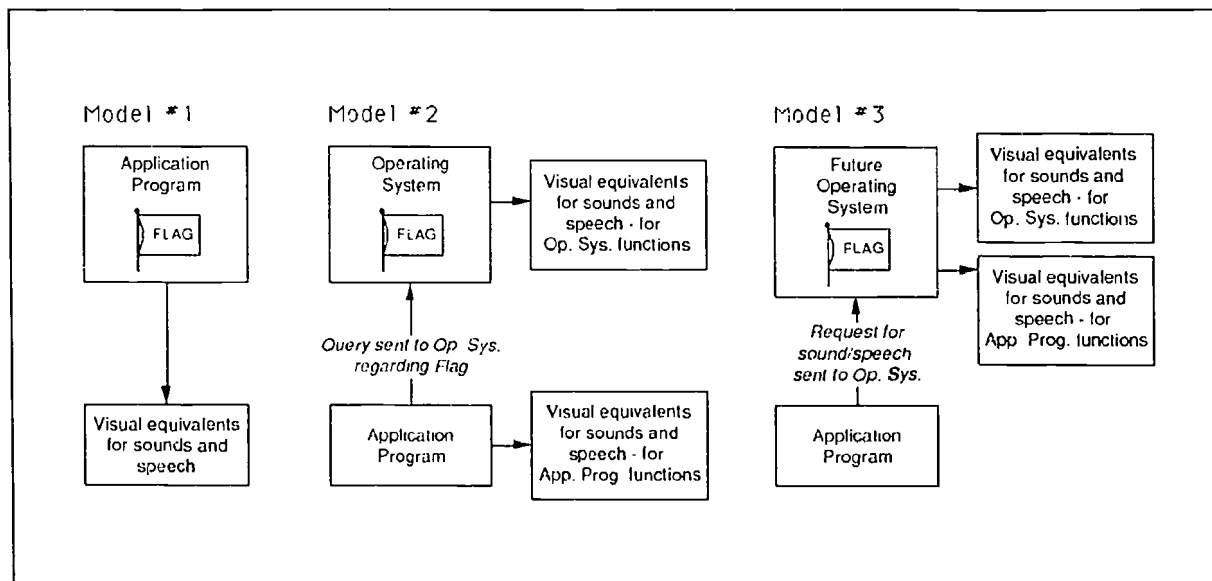 Model #1
Application
Program
FLAG
Visual equivalents
for sounds and
speech
Model #2
Operating
System
FLAG
Visual equivalents
for sounds and
speech - for
Op. Sys. functions
Query sent to Op. Sys.
regarding Flag
Application
Program
Visual equivalents
for sounds and
speech - for
App. Prog. functions
Model #3
Future
Operating
System
FLAG
Visual equivalents
for sounds and
speech - for
Op. Sys. functions
Visual equivalents
for sounds and
speech - for
App. Prog. functions
Request for
sound/speech
sent to Op. Sys.
Application
Program